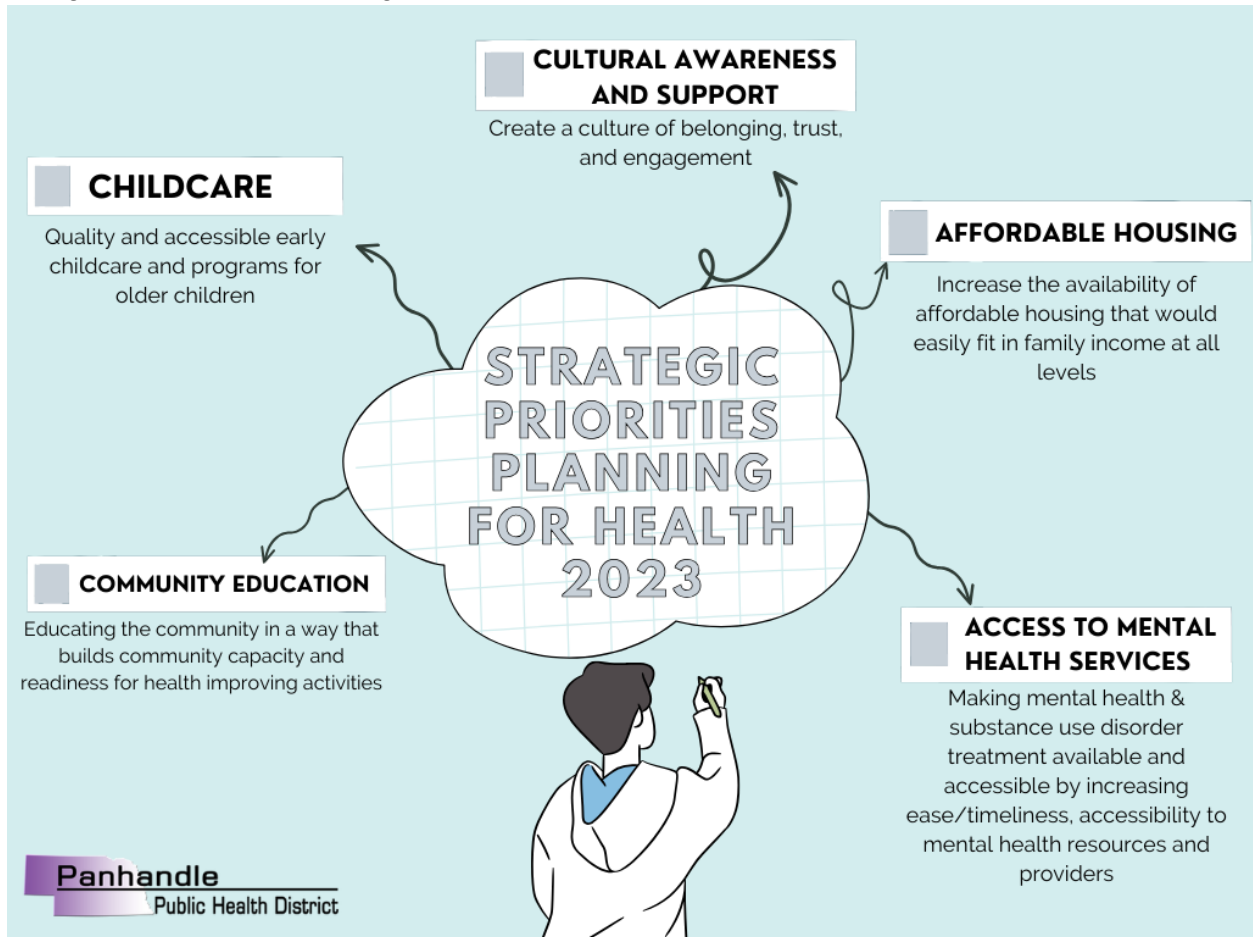 CULTURAL AWARENESS
AND SUPPORT
Create a culture of belonging, trust,
and engagement
CHILDCARE
Quality and accessible early
childcare and programs for
older children
AFFORDABLE HOUSING
Increase the availability of
affordable housing that would
easily fit in family income at all
levels
STRATEGIC
PRIORITIES
PLANNING
FOR HEALTH
2023
COMMUNITY EDUCATION
Educating the community in a way that
builds community capacity and
readiness for health improving activities
ACCESS TO MENTAL
HEALTH SERVICES
Making mental health &
substance use disorder
treatment available and
accessible by increasing
ease/timeliness, accessibility to
mental health resources and
providers
Panhandle
Public Health District